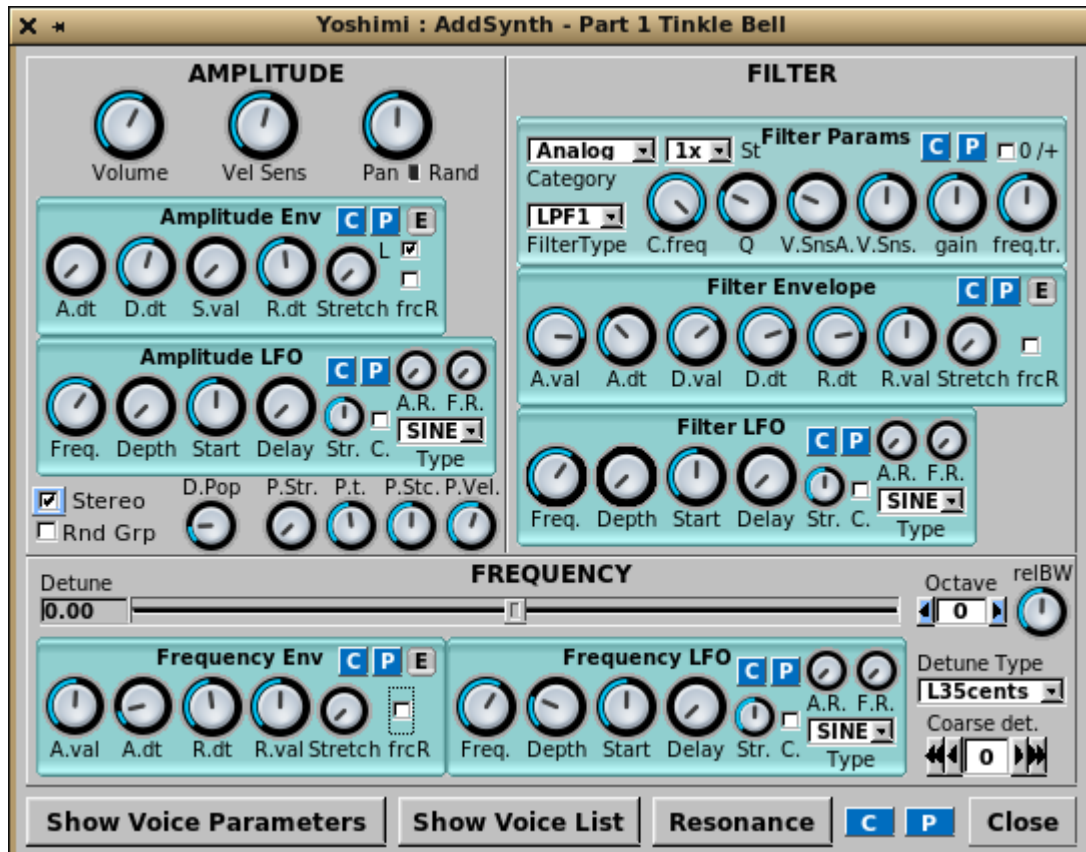 Yoshimi : AddSynth - Part 1 Tinkle Bell
AMPLITUDE
Volume Vel Sens Pan Rand
Amplitude Env C P E
L
A.dt D.dt S.val R.dt Stretch frcR
Amplitude LFO C P
A.R. F.R.
SINE
Freq. Depth Start Delay Str. C. Type
Stereo D.Pop P.Str. P.t. P.Stc. P.Vel.
Rnd Grp
FILTER
Filter Params
Analog 1x St C P 0 /+
Category
LPF1
FilterType C.freq Q V.SnsA. V.Sns. gain freq.tr.
Filter Envelope C P E
A.val A.dt D.val D.dt R.dt R.val Stretch frcR
Filter LFO
C P
A.R. F.R.
SINE
Freq. Depth Start Delay Str. C. Type
FREQUENCY
Detune
0.00
Octave relBW
0
Frequency Env C P E
A.val A.dt R.dt R.val Stretch frcR
Frequency LFO C P
A.R. F.R.
SINE
Freq. Depth Start Delay Str. C. Type
Detune Type
L35cents
Coarse det.
0
Show Voice Parameters Show Voice List Resonance C P Close